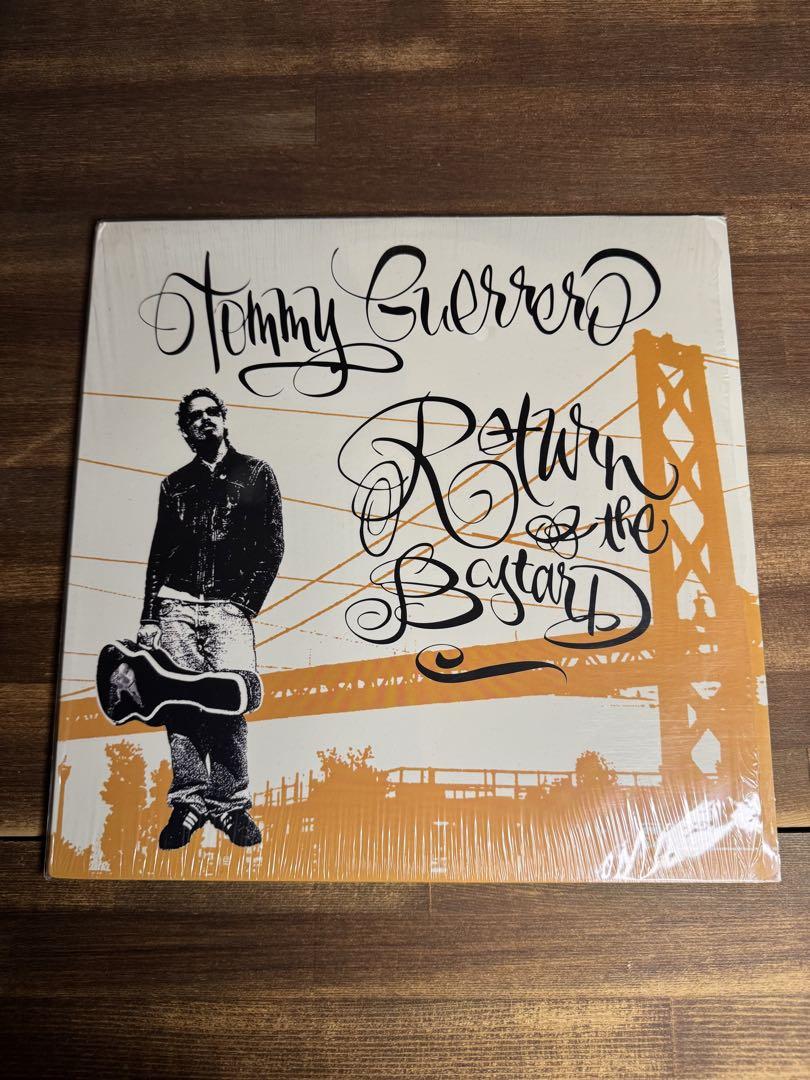 Tommy Guerrero
Return
of the
Bastard